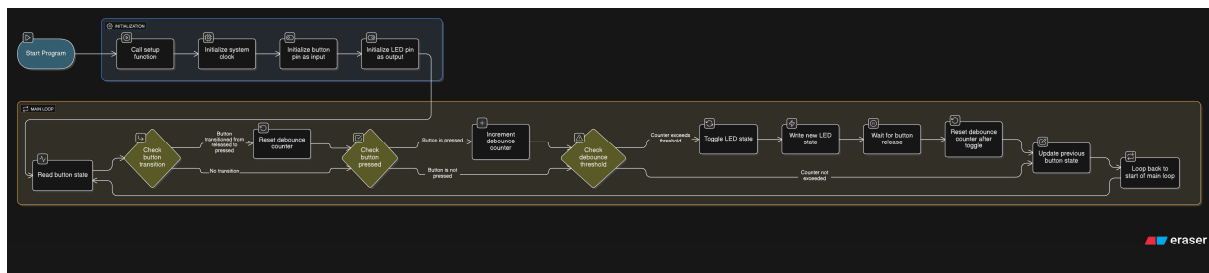 INITIALIZATION
Start Program
Call setup
function
Initialize system
clock
Initialize button
pin as input
Initialize LED pin
as output
MAIN LOOP
Read button state
Check
button
transition
Button
transitioned from
released to
pressed
No transition
Reset debounce
counter
Check
button
pressed
Button is pressed
Button is not
pressed
Increment
debounce
counter
Check
debounce
threshold
Counter exceeds
threshold
Counter not
exceeded
Toggle LED state
Write new LED
state
Wait for button
release
Reset debounce
counter after
toggle
Update previous
button state
Loop back to
start of main loop
eraser